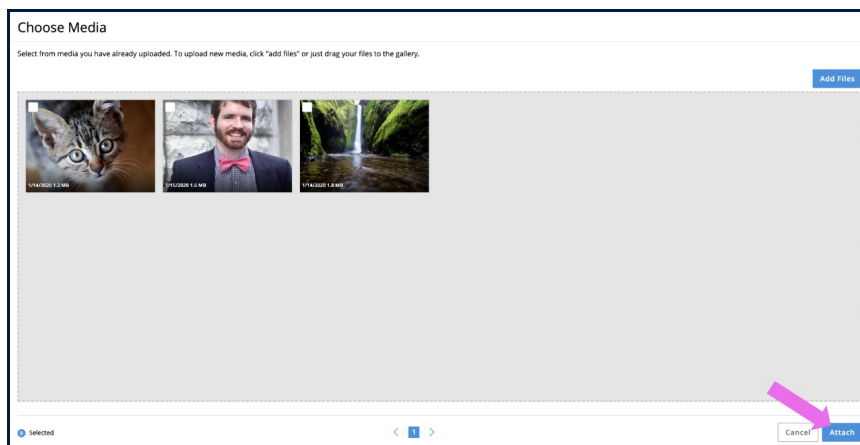 Choose Media
Select from media you have already uploaded. To upload new media, click "add files" or just drag your files to the gallery.
Add Files
1/14/2020 1.2 MB
1/15/2020 1.5 MB
1/14/2020 1.8 MB
0 Selected
< 1 >
Cancel
Attach